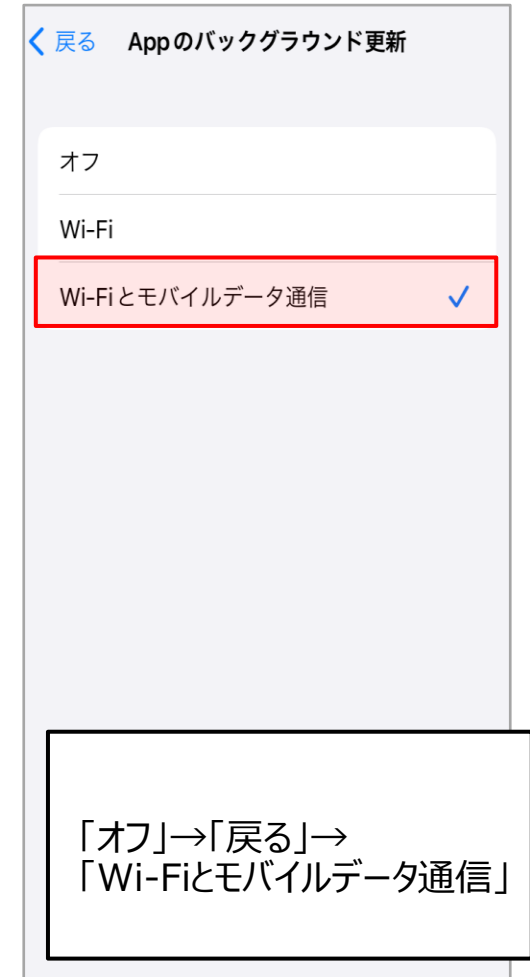 戻る Appのバックグラウンド更新
オフ
Wi-Fi
Wi-Fiとモバイルデータ通信
「オフ」→「戻る」→
「Wi-Fiとモバイルデータ通信」